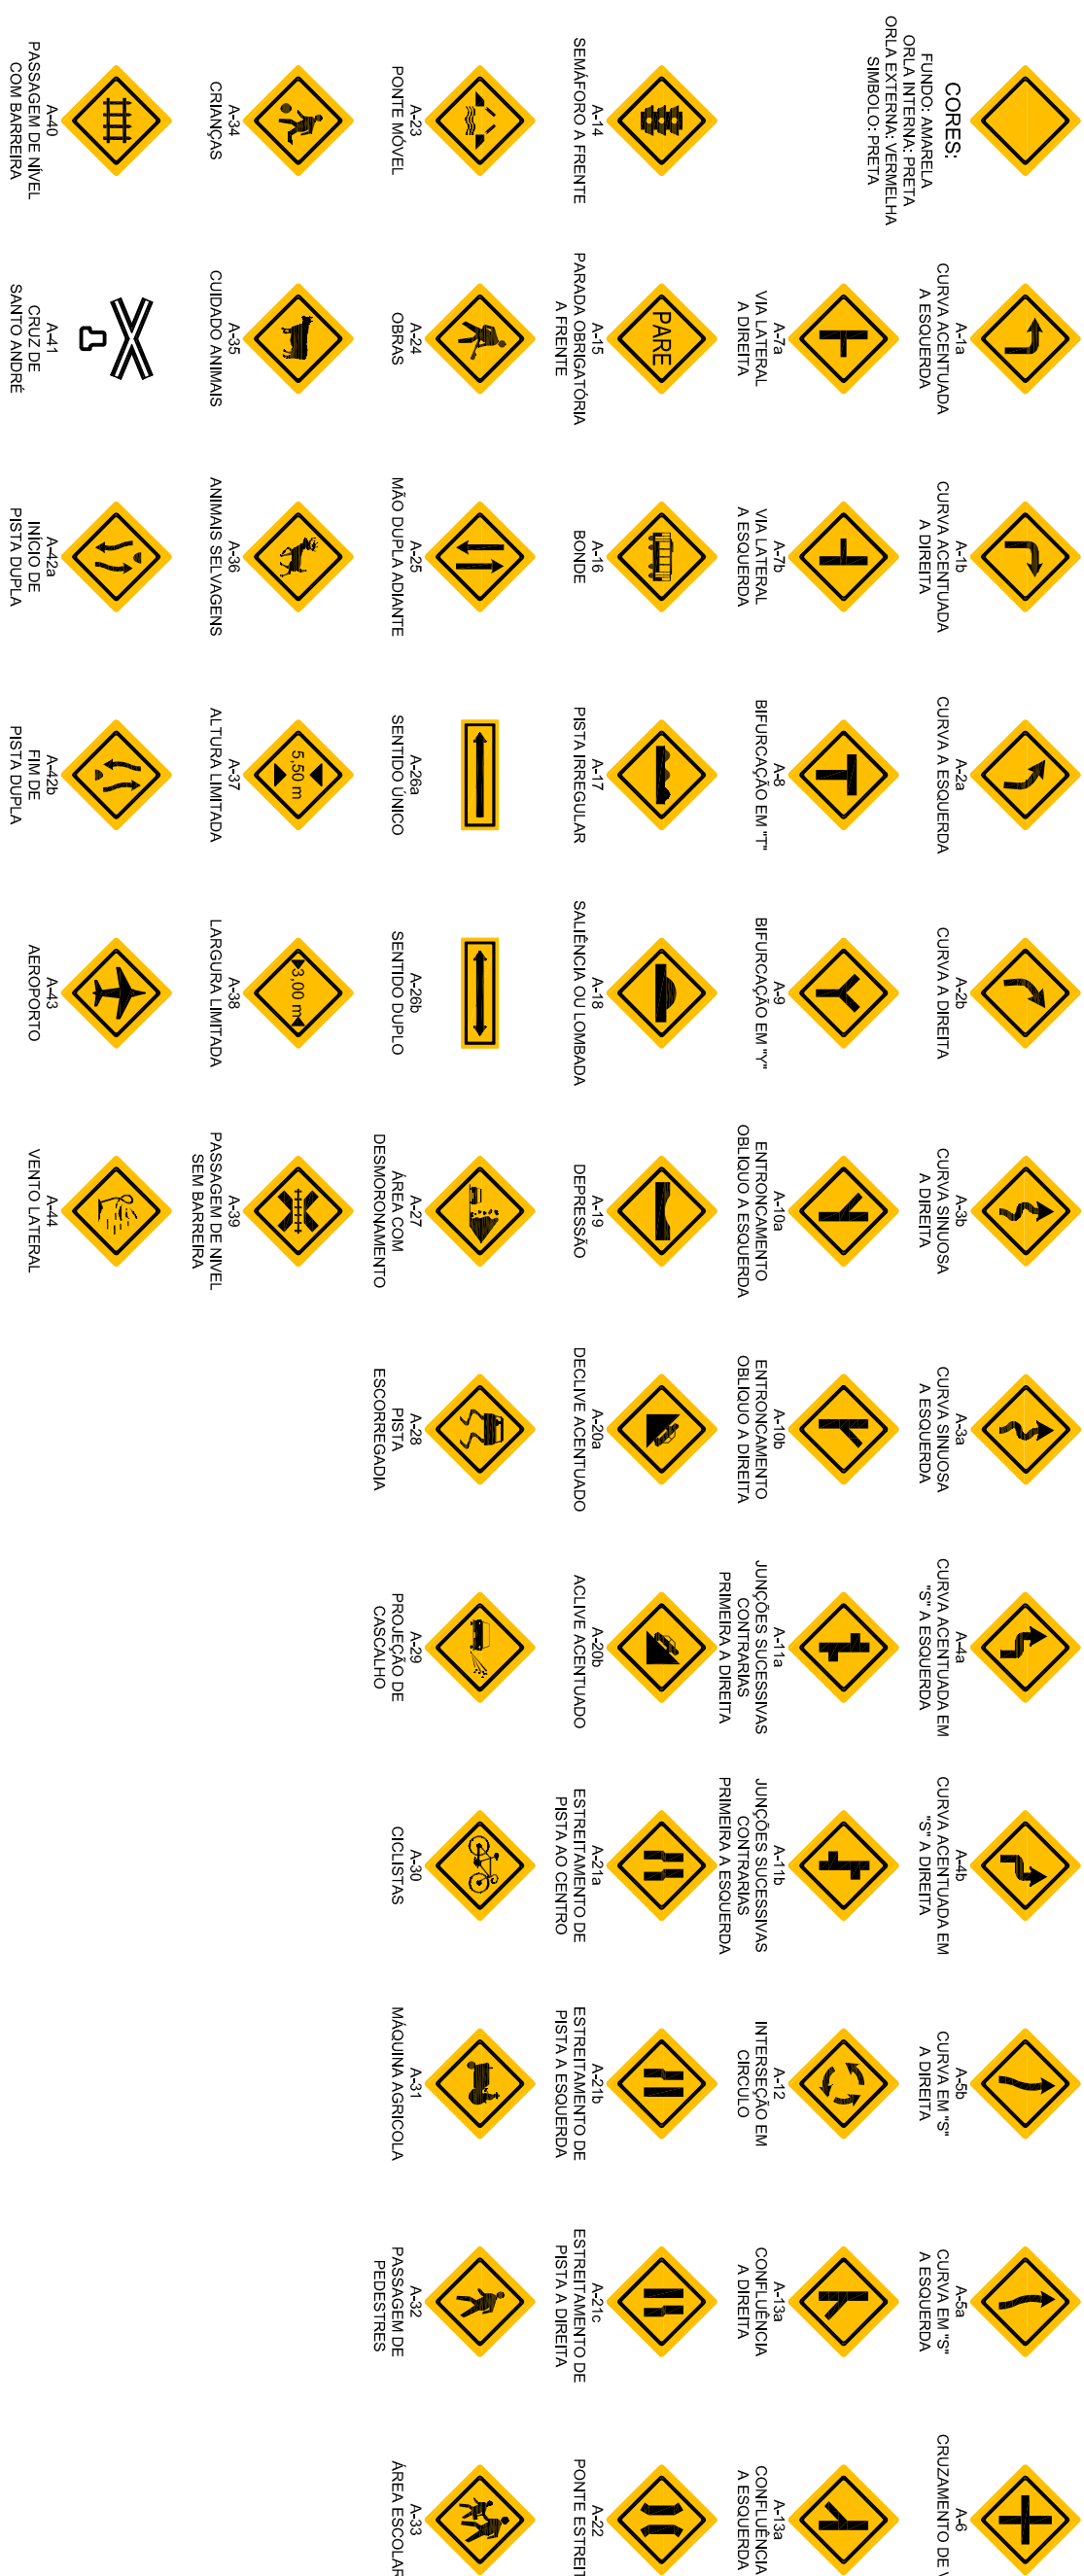 CORES:
FUNDO: AMARELA
ORLA INTERNA: PRETA
ORLA EXTERNA: VERMELHA
SIMBOLO: PRETA
A-1a
CURVA ACENTUADA
A ESQUERDA
A-1b
CURVA ACENTUADA
A DIREITA
A-2a
CURVA A ESQUERDA
A-2b
CURVA A DIREITA
A-3b
CURVA SINUOSA
A DIREITA
A-3a
CURVA SINUOSA
A ESQUERDA
A-4a
CURVA ACENTUADA EM
"S" A ESQUERDA
A-4b
CURVA ACENTUADA EM
"S" A DIREITA
A-5b
CURVA EM "S"
A DIREITA
A-5a
CURVA EM "S"
A ESQUERDA
A-6
CRUZAMENTO DE
A-7a
VIA LATERAL
A DIREITA
A-7b
VIA LATERAL
A ESQUERDA
A-8
BIFURCAÇÃO EM "T"
A-9
BIFURCAÇÃO EM "Y"
A-10a
ENTRONCAMENTO
OBLIQUO A ESQUERDA
A-10b
ENTRONCAMENTO
OBLIQUO A DIREITA
A-11a
JUNÇÕES SUCESSIVAS
CONTRARIAS
PRIMEIRA A DIREITA
A-11b
JUNÇÕES SUCESSIVAS
CONTRARIAS
PRIMEIRA A ESQUERDA
A-12
INTERSEÇÃO EM
CIRCULO
A-13a
CONFLUÊNCIA
A DIREITA
A-13a
CONFLUÊNCIA
A ESQUERDA
A-14
SEMÁFORO A FRENTE
PARE
A-15
PARADA OBRIGATÓRIA
A FRENTE
A-16
BONDE
A-17
PISTA IRREGULAR
A-18
SALIÊNCIA OU LOMBADA
A-19
DEPRESSÃO
A-20a
DECLIVE ACENTUADO
A-20b
ACLIVE ACENTUADO
A-21a
ESTREITAMENTO DE
PISTA AO CENTRO
A-21b
ESTREITAMENTO DE
PISTA A ESQUERDA
A-21c
ESTREITAMENTO DE
PISTA A DIREITA
A-22
PONTE ESTREIT
A-23
PONTE MÓVEL
A-24
OBRAS
A-25
MÃO DUPLA ADIANTE
A-26a
SENTIDO ÚNICO
A-26b
SENTIDO DUPLO
A-27
ÁREA COM
DESMORONAMENTO
A-28
PISTA
ESCORREGADIA
A-29
PROJEÇÃO DE
CASCALHO
A-30
CICLISTAS
A-31
MÁQUINA AGRICOLA
A-32
PASSAGEM DE
PEDESTRES
A-33
ÁREA ESCOLAR
A-34
CRIANÇAS
A-35
CUIDADO ANIMAIS
A-36
ANIMAIS SELVAGENS
5,50 m
A-37
ALTURA LIMITADA
3,00 m
A-38
LARGURA LIMITADA
A-39
PASSAGEM DE NIVEL
SEM BARREIRA
A-40
PASSAGEM DE NÍVEL
COM BARREIRA
A-41
CRUZ DE
SANTO ANDRÉ
A-42a
INÍCIO DE
PISTA DUPLA
A-42b
FIM DE
PISTA DUPLA
A-43
AEROPORTO
A-44
VENTO LATERAL